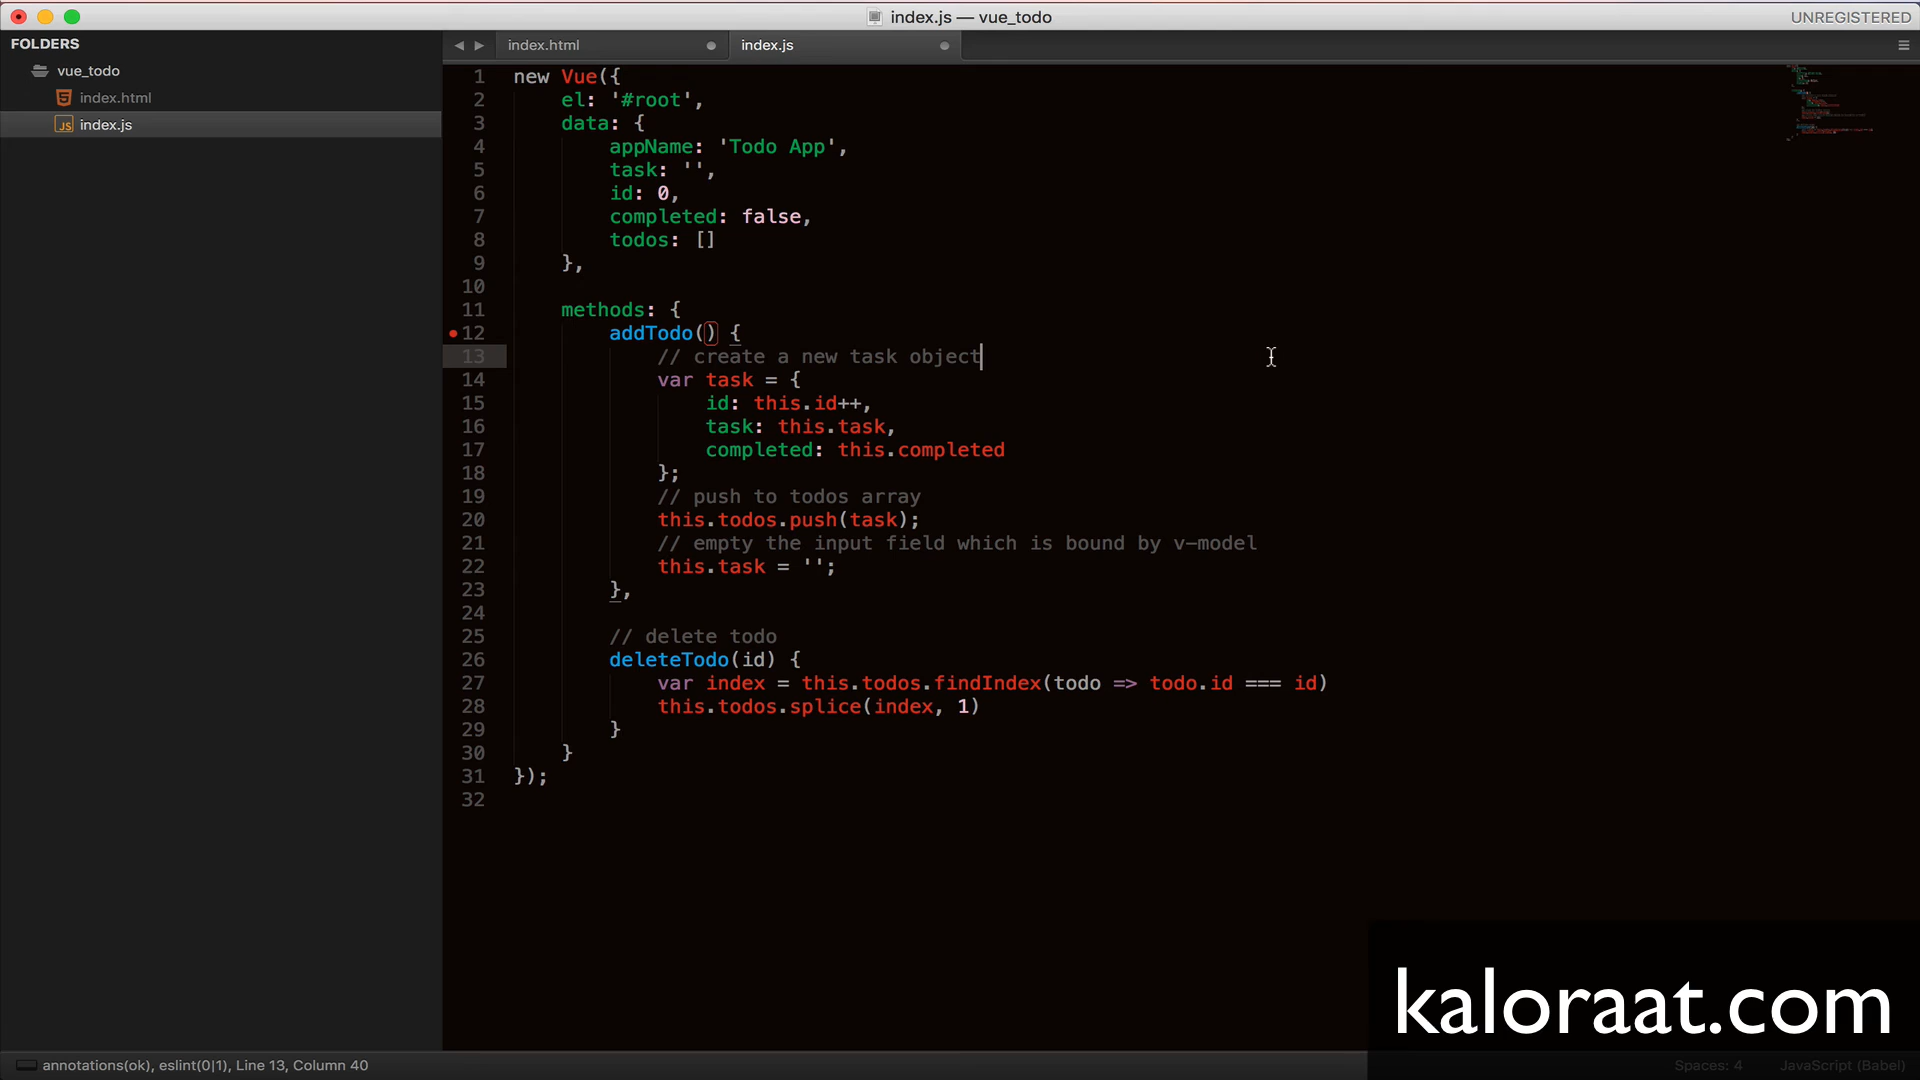 index.js — vue_todo
UNREGISTERED
FOLDERS
vue_todo
index.html
index.js
index.html
index.js
1 new Vue({
2     el: '#root',
3     data: {
4         appName: 'Todo App',
5         task: '',
6         id: 0,
7         completed: false,
8         todos: []
9     },
10
11     methods: {
12         addTodo() {
13             // create a new task object
14             var task = {
15                 id: this.id++,
16                 task: this.task,
17                 completed: this.completed
18             };
19             // push to todos array
20             this.todos.push(task);
21             // empty the input field which is bound by v-model
22             this.task = '';
23         },
24
25         // delete todo
26         deleteTodo(id) {
27             var index = this.todos.findIndex(todo => todo.id === id)
28             this.todos.splice(index, 1)
29         }
30     }
31 });
32
kaloraat.com
annotations(ok), eslint(0|1), Line 13, Column 40
Spaces: 4
JavaScript (Babel)